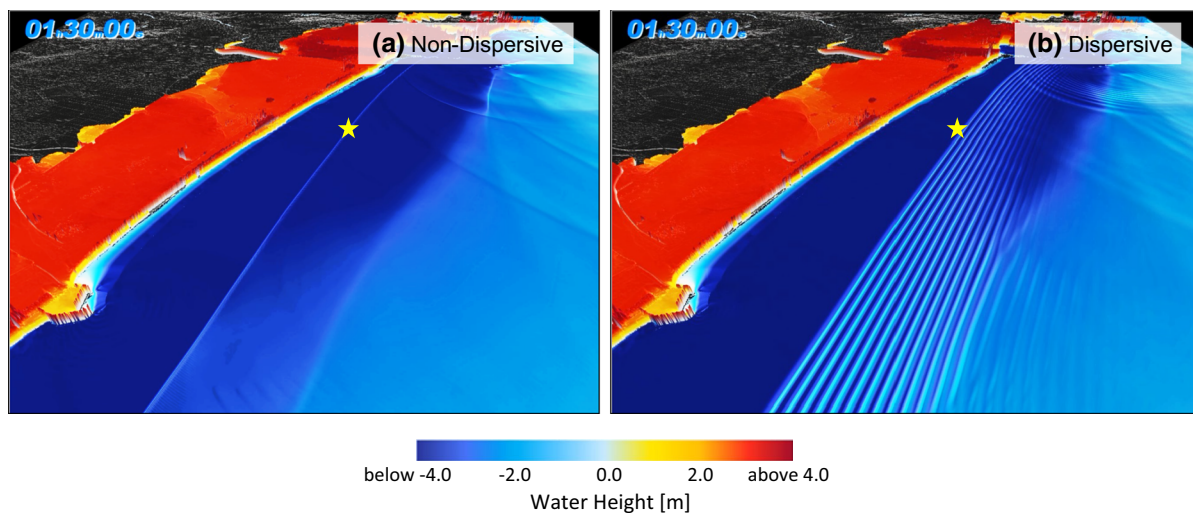 01H30M00S
(a) Non-Dispersive
01H30M00S
(b) Dispersive
below -4.0 -2.0 0.0 2.0 above 4.0
Water Height [m]